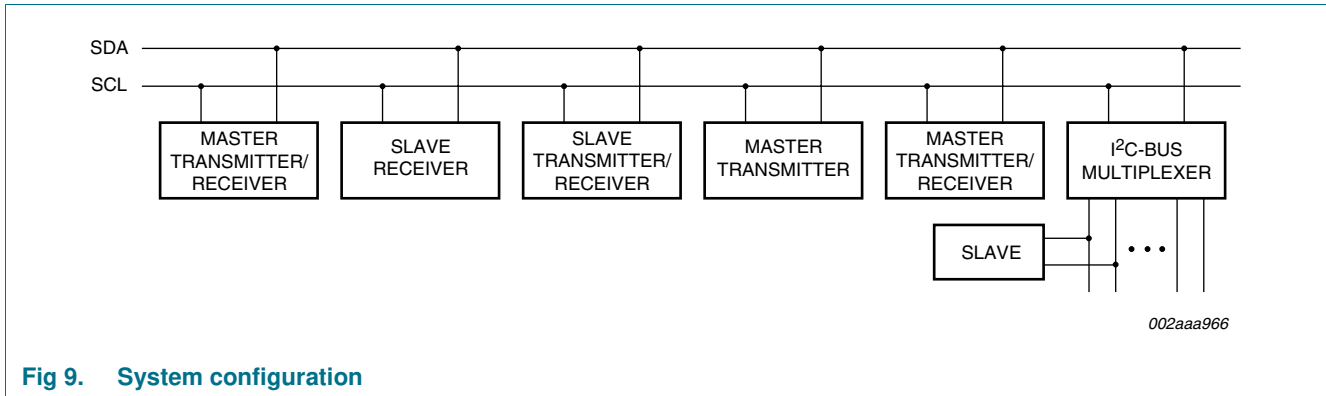 SDA
SCL
MASTER
TRANSMITTER/
RECEIVER
SLAVE
RECEIVER
SLAVE
TRANSMITTER/
RECEIVER
MASTER
TRANSMITTER
MASTER
TRANSMITTER/
RECEIVER
I²C-BUS
MULTIPLEXER
SLAVE
002aaa966
Fig 9. System configuration